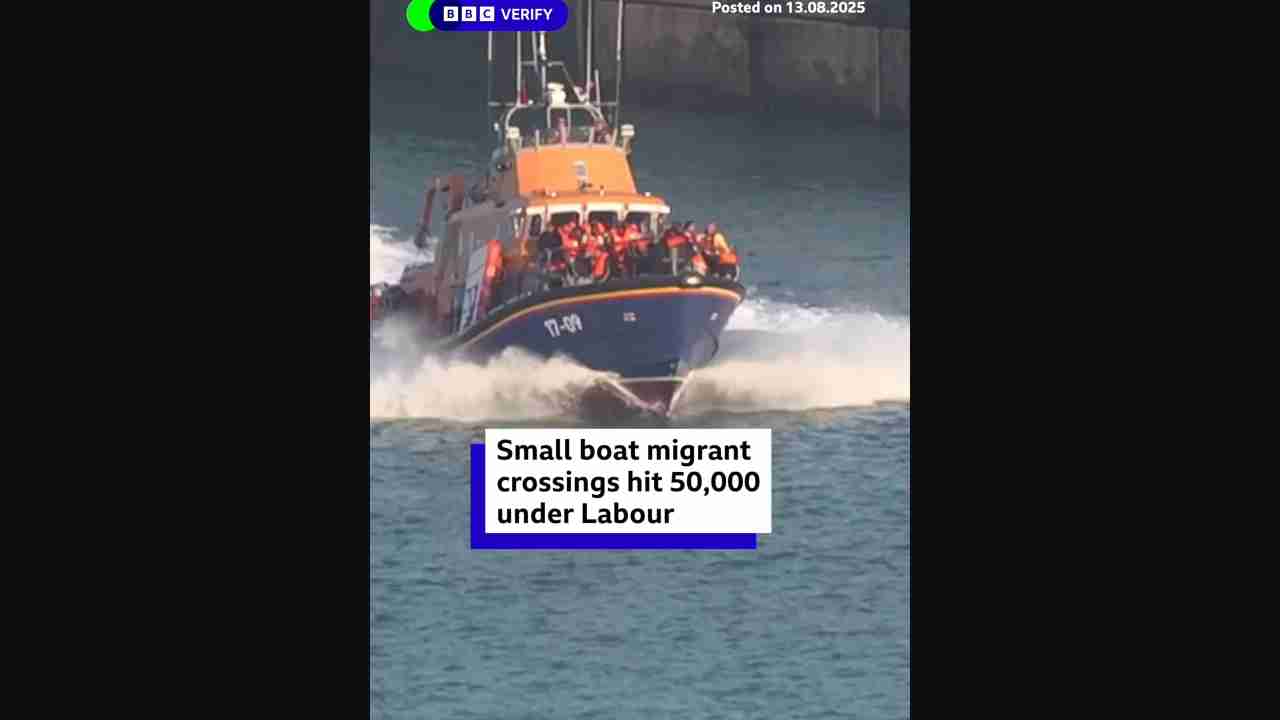 BBC VERIFY
Posted on 13.08.2025
17-09
Small boat migrant
crossings hit 50,000
under Labour